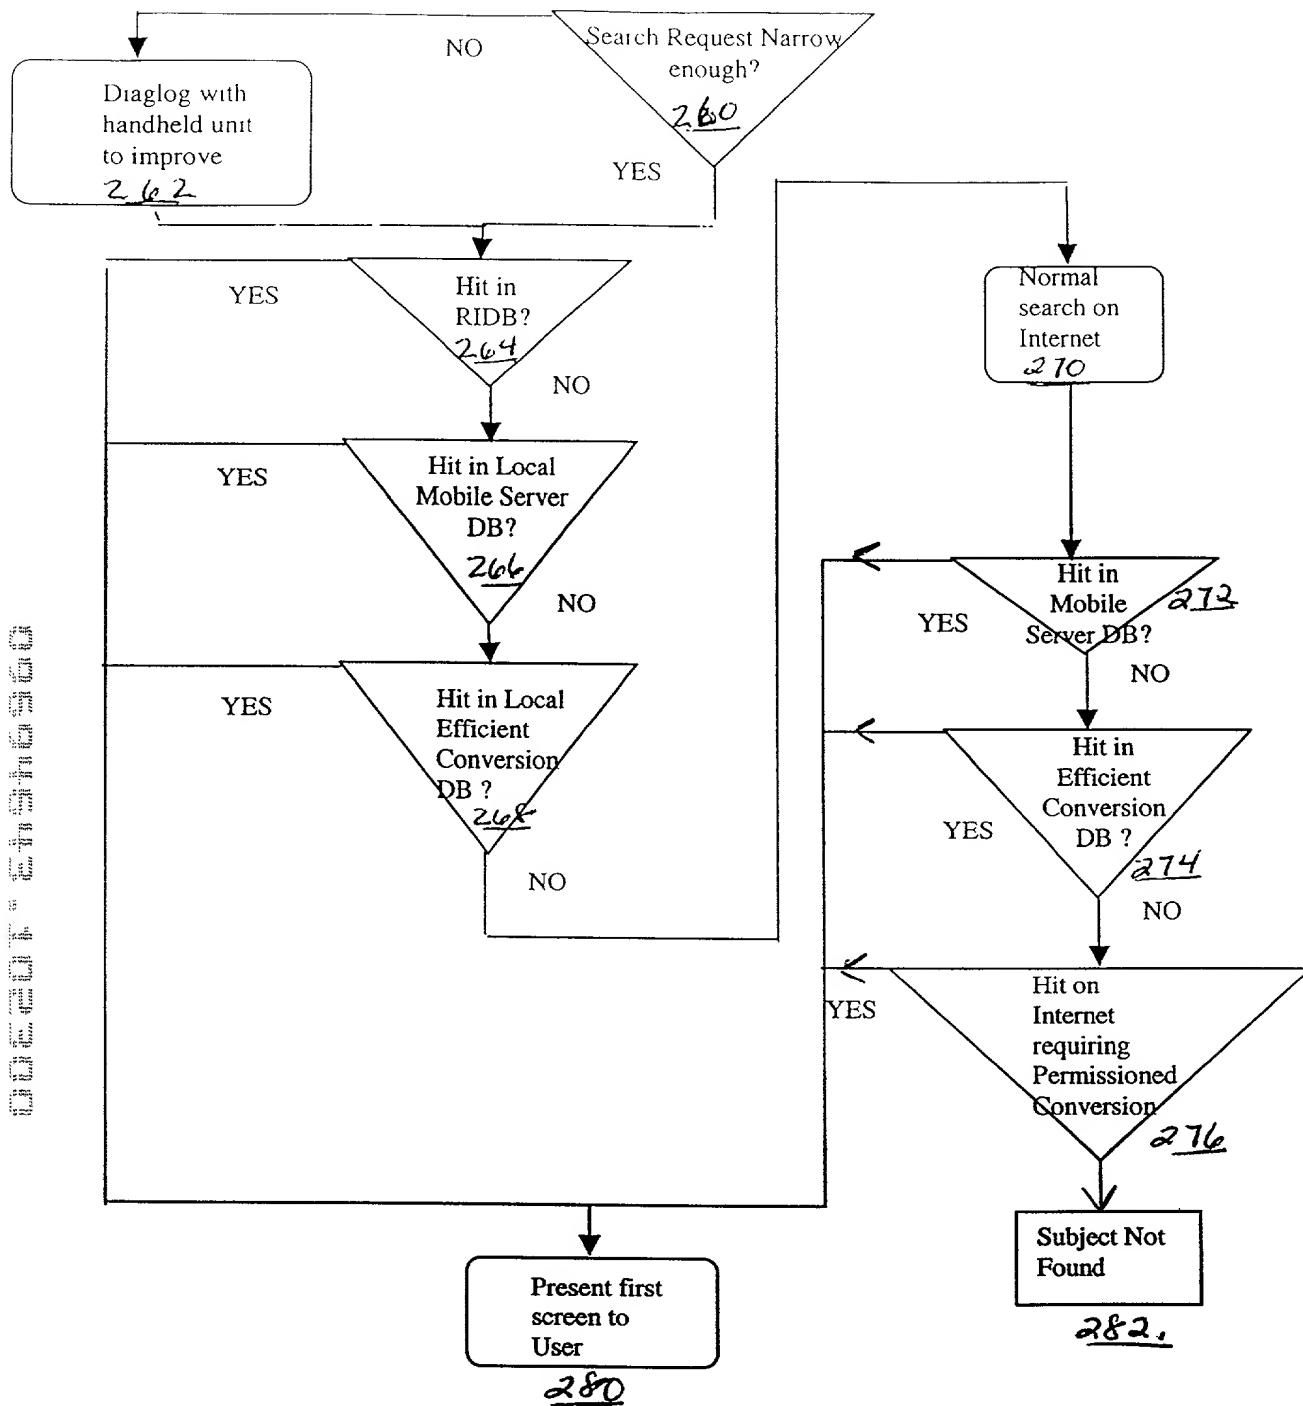 NO
Search Request Narrow
enough?
260
Diaglog with
handheld unit
to improve
262
YES
YES
Hit in
RIDB?
264
NO
Normal
search on
Internet
270
YES
Hit in Local
Mobile Server
DB?
266
NO
Hit in
Mobile
Server DB?
272
YES
NO
YES
Hit in Local
Efficient
Conversion
DB ?
268
NO
Hit in
Efficient
Conversion
DB ?
274
YES
NO
YES
Hit on
Internet
requiring
Permissioned
Conversion
276
Subject Not
Found
282.
Present first
screen to
User
280